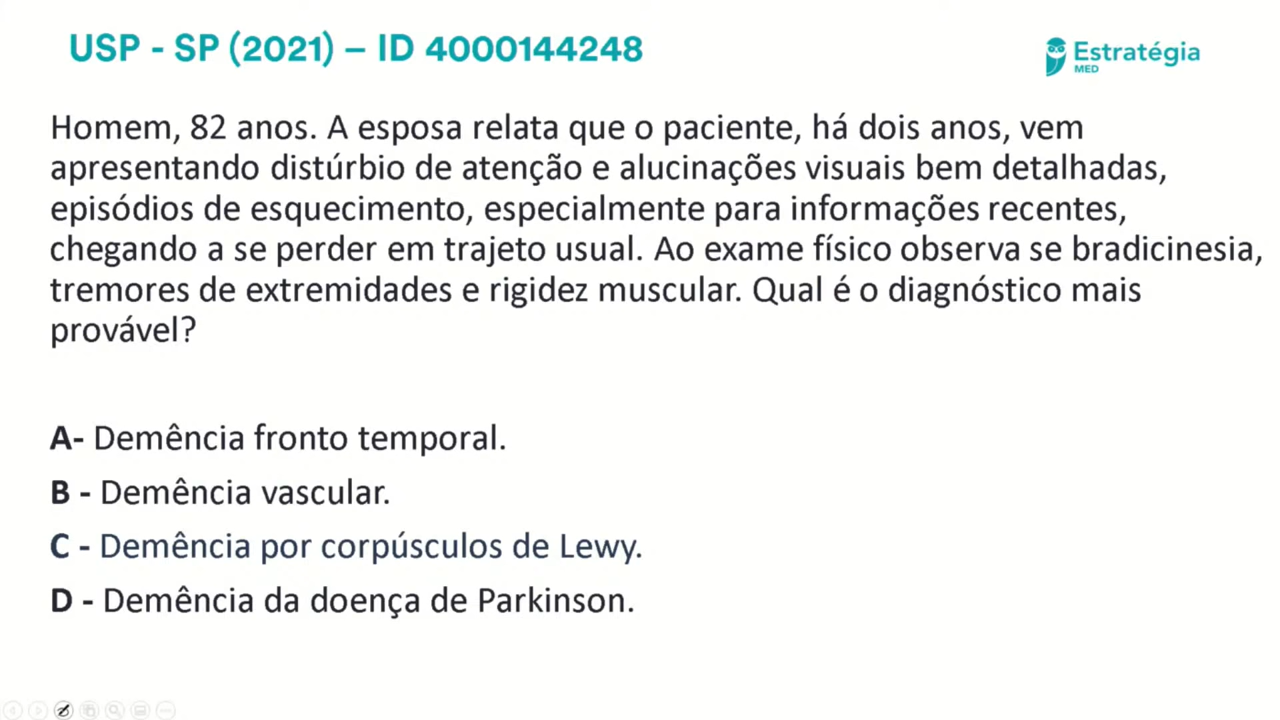 USP - SP (2021) – ID 4000144248
Estratégia
MED
Homem, 82 anos. A esposa relata que o paciente, há dois anos, vem
apresentando distúrbio de atenção e alucinações visuais bem detalhadas,
episódios de esquecimento, especialmente para informações recentes,
chegando a se perder em trajeto usual. Ao exame físico observa se bradicinesia,
tremores de extremidades e rigidez muscular. Qual é o diagnóstico mais
provável?
A- Demência fronto temporal.
B - Demência vascular.
C - Demência por corpúsculos de Lewy.
D - Demência da doença de Parkinson.